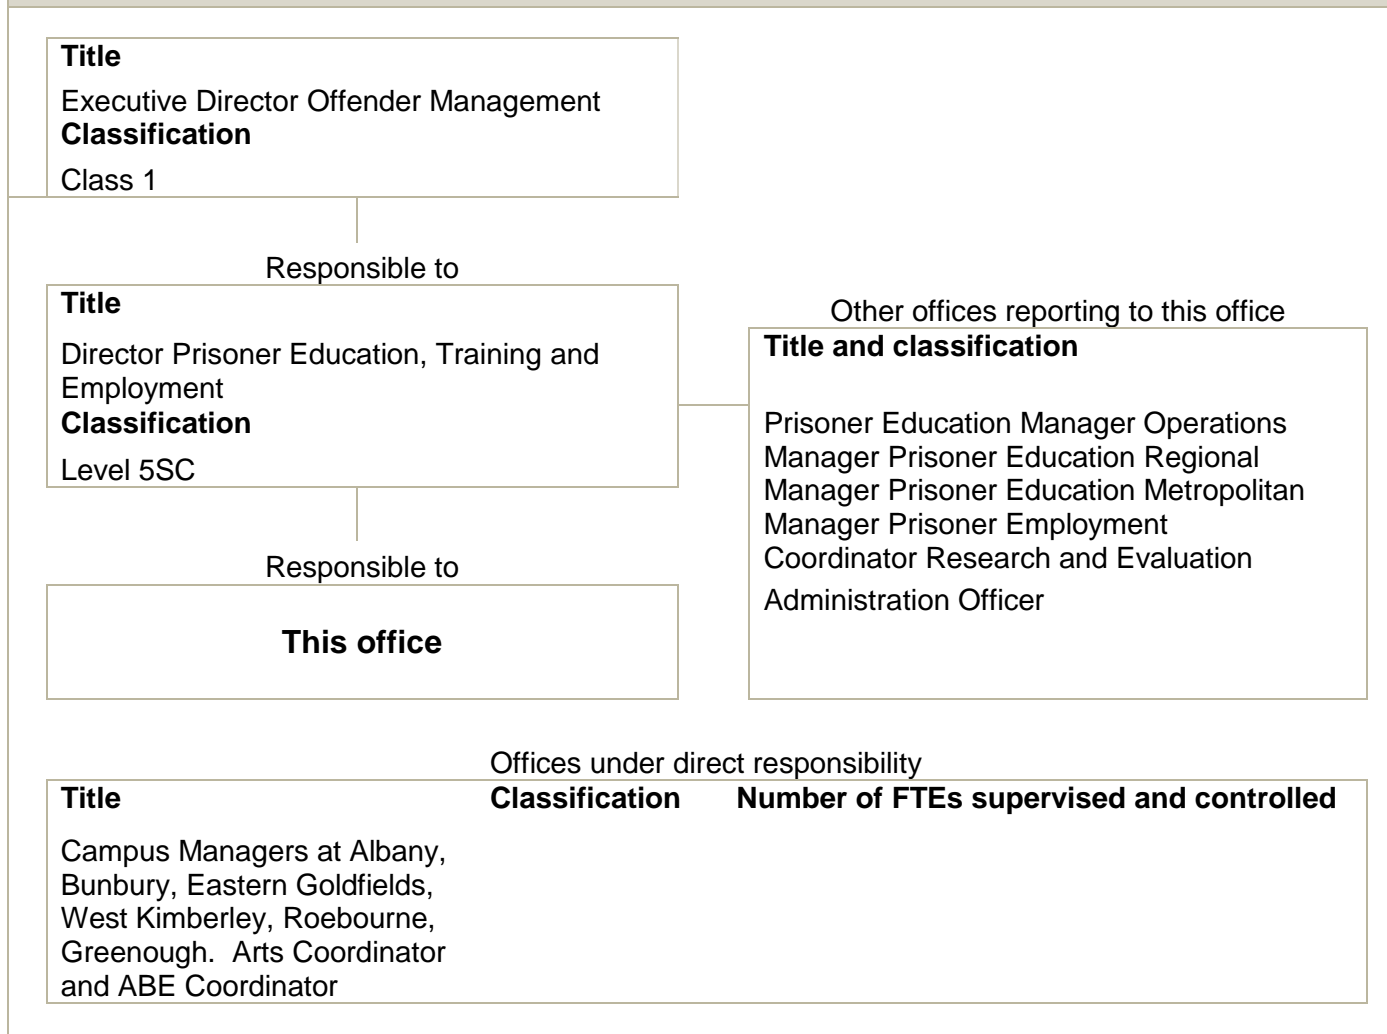 Title
Executive Director Offender Management
Classification
Class 1
Responsible to
Title
Director Prisoner Education, Training and
Employment
Classification
Level 5SC
Other offices reporting to this office
Title and classification
Prisoner Education Manager Operations
Manager Prisoner Education Regional
Manager Prisoner Education Metropolitan
Manager Prisoner Employment
Coordinator Research and Evaluation
Administration Officer
Responsible to
This office
Offices under direct responsibility
Title Classification Number of FTEs supervised and controlled
Campus Managers at Albany,
Bunbury, Eastern Goldfields,
West Kimberley, Roebourne,
Greenough.  Arts Coordinator
and ABE Coordinator